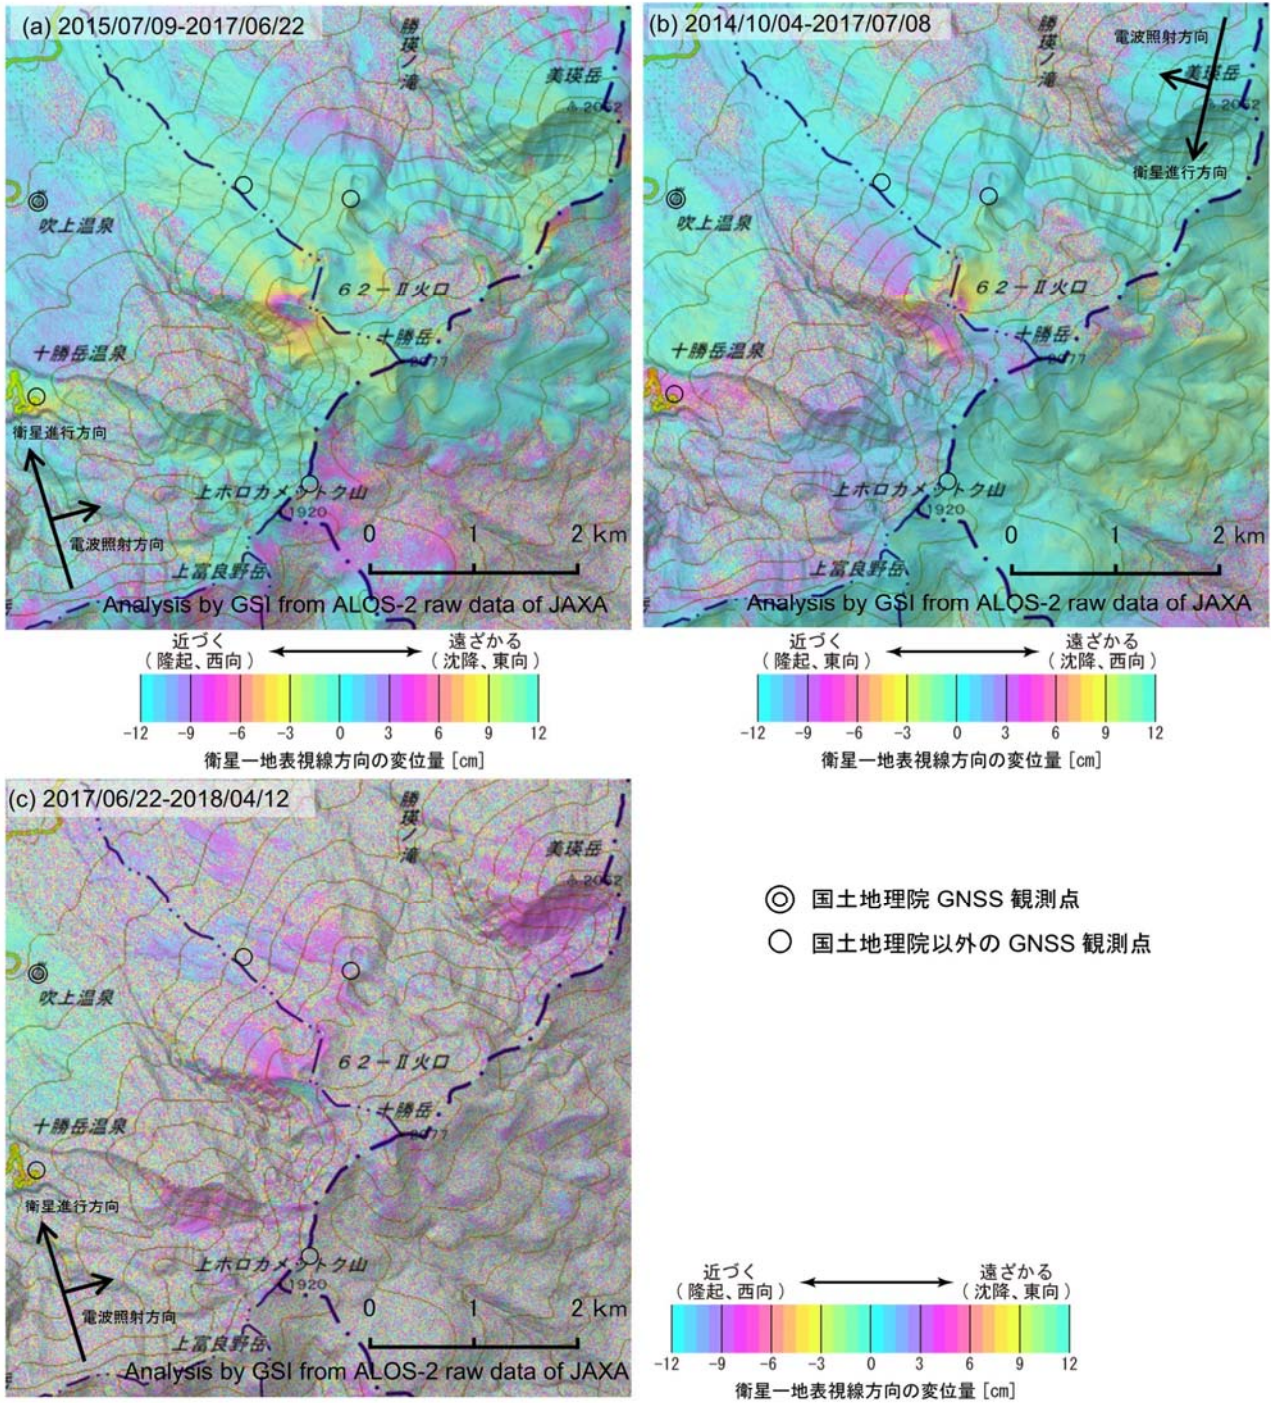 (a) 2015/07/09-2017/06/22
勝瑛ノ滝
美瑛岳
2052
吹上温泉
62-Ⅱ火口
十勝岳
2077
十勝岳温泉
衛星進行方向
電波照射方向
上ホロカメットク山
1920
上富良野岳
0 1 2 km
Analysis by GSI from ALOS-2 raw data of JAXA
近づく
(隆起、西向)
遠ざかる
(沈降、東向)
-12 -9 -6 -3 0 3 6 9 12
衛星―地表視線方向の変位量 [cm]
(b) 2014/10/04-2017/07/08
勝瑛ノ滝
電波照射方向
美瑛岳
2052
衛星進行方向
吹上温泉
62-Ⅱ火口
十勝岳
2077
十勝岳温泉
上ホロカメットク山
1920
上富良野岳
0 1 2 km
Analysis by GSI from ALOS-2 raw data of JAXA
近づく
(隆起、東向)
遠ざかる
(沈降、西向)
-12 -9 -6 -3 0 3 6 9 12
衛星―地表視線方向の変位量 [cm]
(c) 2017/06/22-2018/04/12
勝瑛ノ滝
美瑛岳
2052
吹上温泉
62-Ⅱ火口
十勝岳
2077
十勝岳温泉
衛星進行方向
電波照射方向
上ホロカメットク山
1920
上富良野岳
0 1 2 km
Analysis by GSI from ALOS-2 raw data of JAXA
国土地理院 GNSS 観測点
国土地理院以外の GNSS 観測点
近づく
(隆起、西向)
遠ざかる
(沈降、東向)
-12 -9 -6 -3 0 3 6 9 12
衛星―地表視線方向の変位量 [cm]